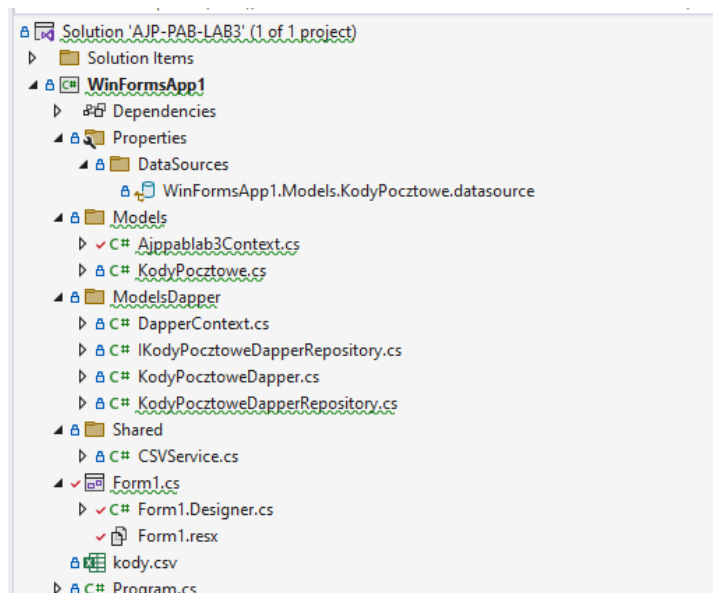 Solution 'AJP-PAB-LAB3' (1 of 1 project)
Solution Items
C# WinFormsApp1
Dependencies
Properties
DataSources
WinFormsApp1.Models.KodyPocztowe.datasource
Models
C# Ajppablab3Context.cs
C# KodyPocztowe.cs
ModelsDapper
C# DapperContext.cs
C# IKodyPocztoweDapperRepository.cs
C# KodyPocztoweDapper.cs
C# KodyPocztoweDapperRepository.cs
Shared
C# CSVService.cs
Form1.cs
C# Form1.Designer.cs
Form1.resx
kody.csv
C# Program.cs